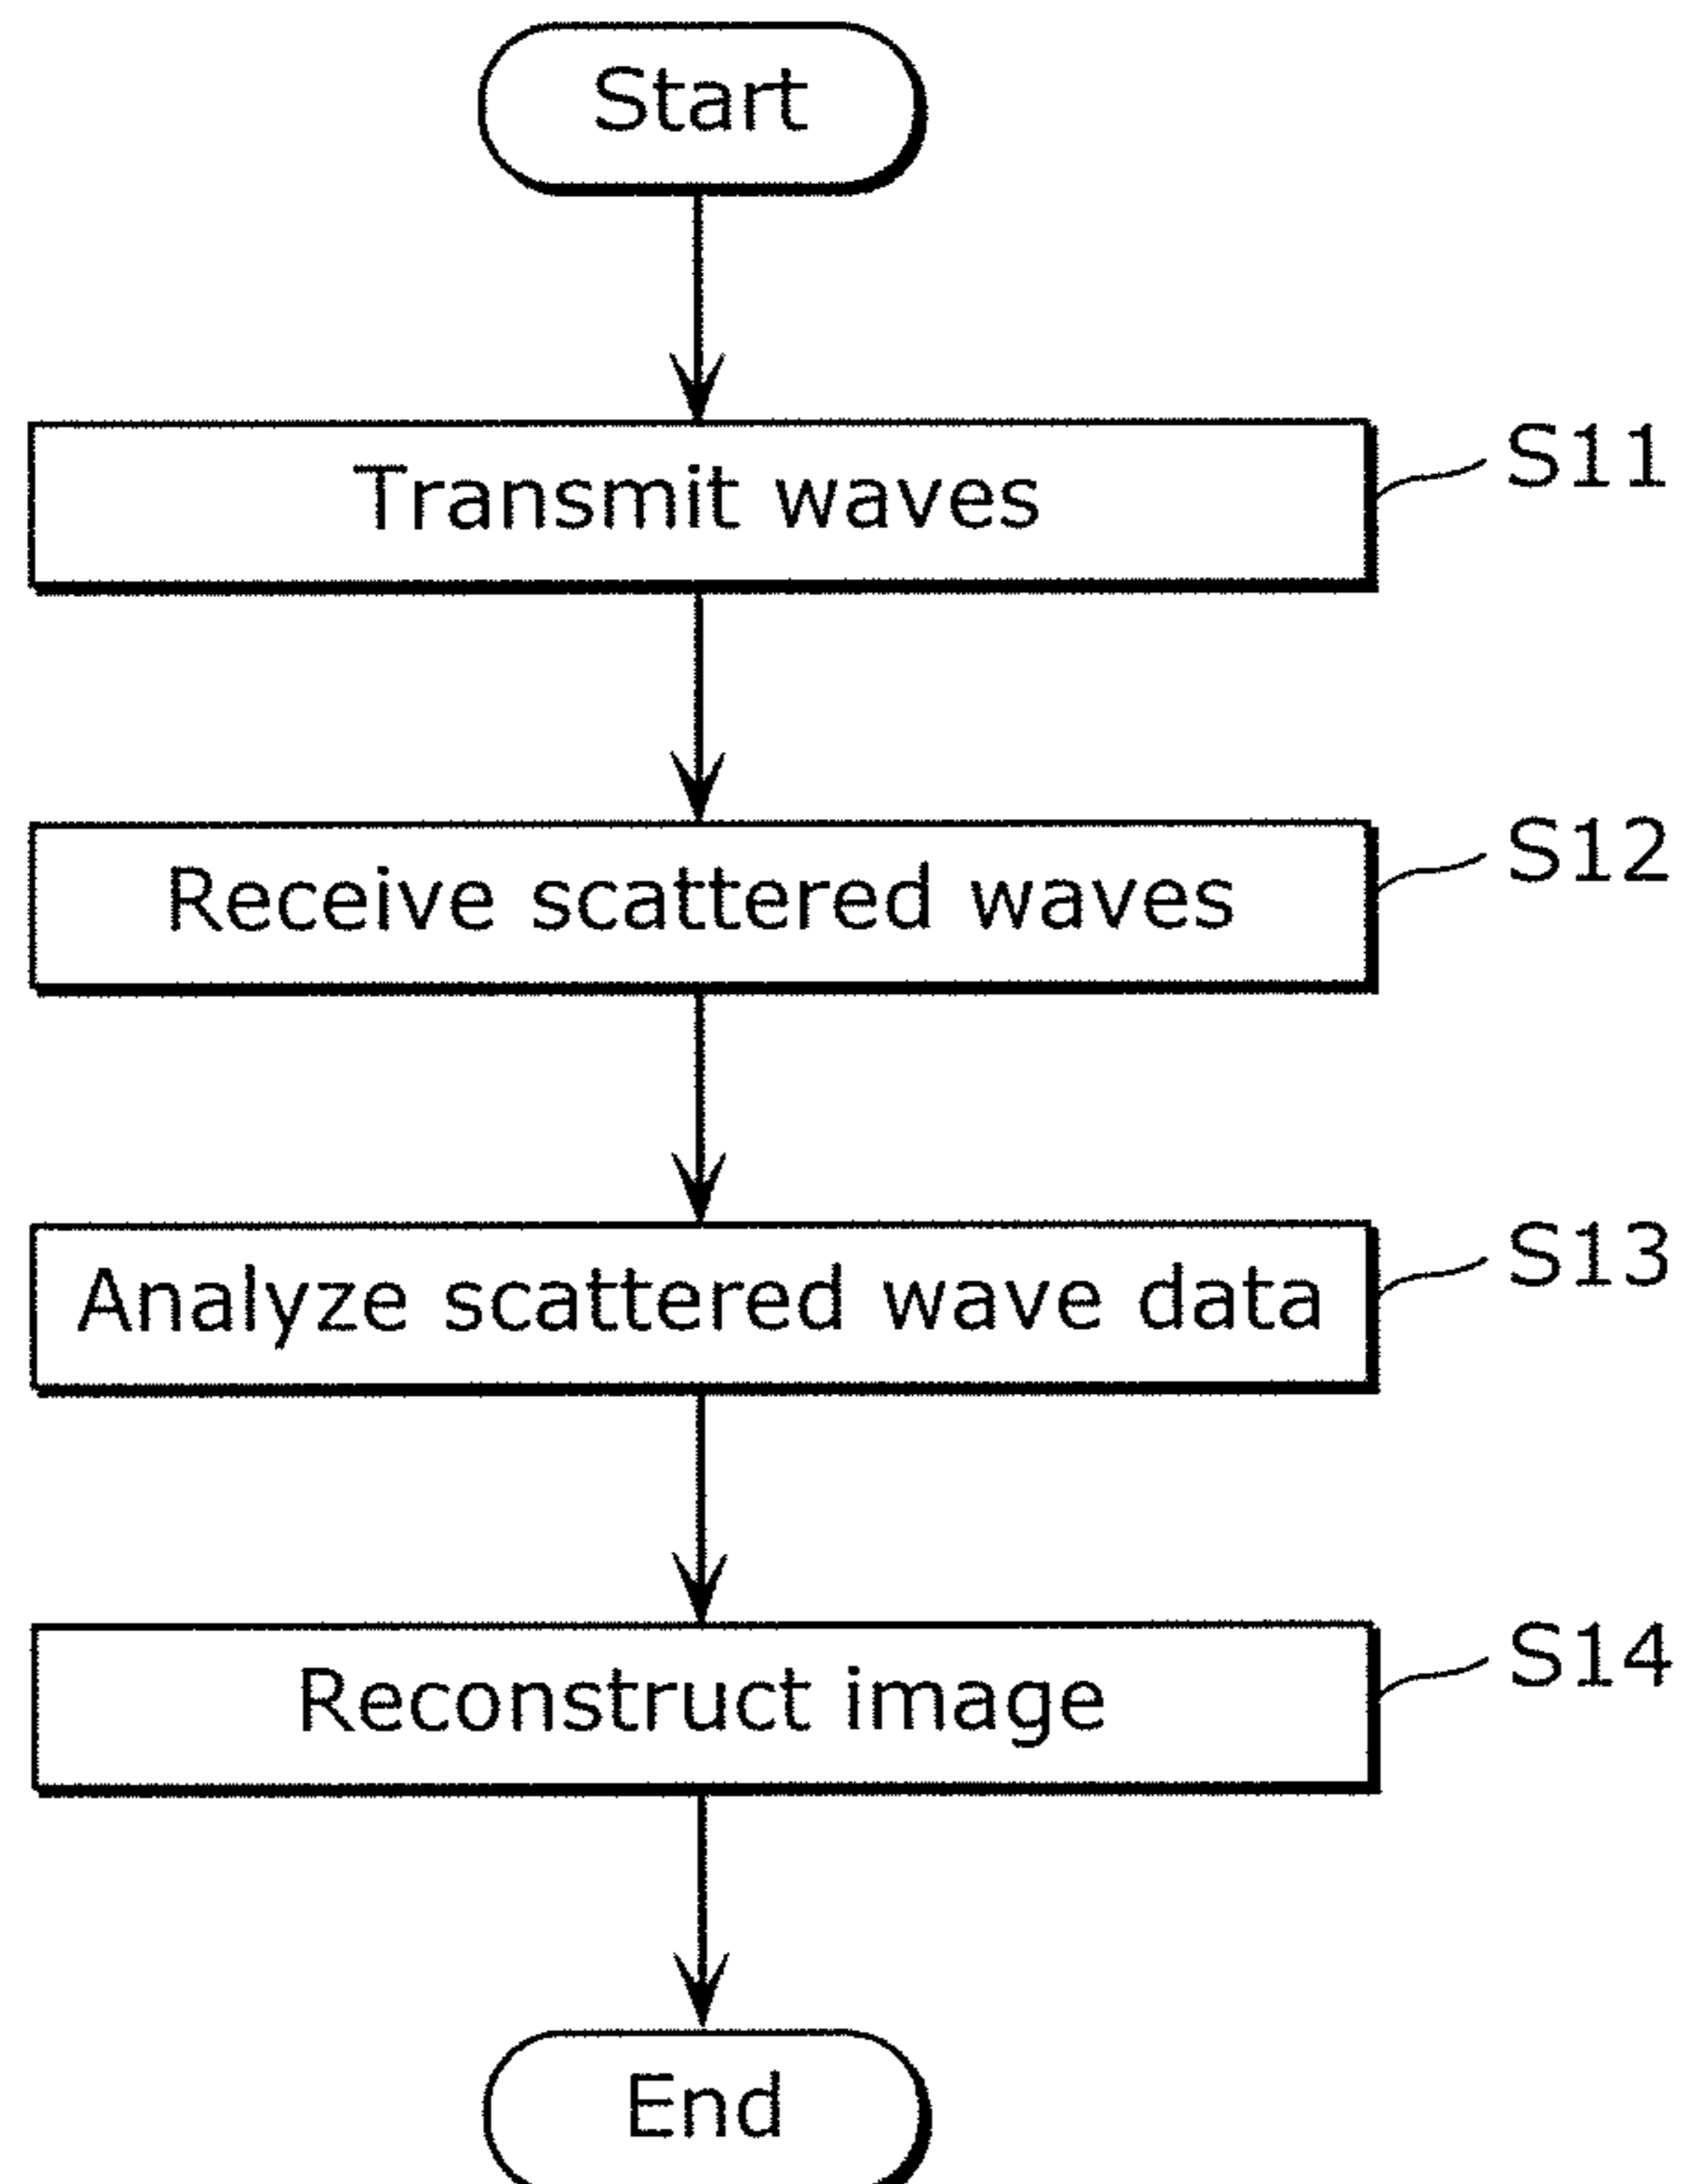 Start
Transmit waves
S11
Receive scattered waves
S12
Analyze scattered wave data
S13
Reconstruct image
S14
End